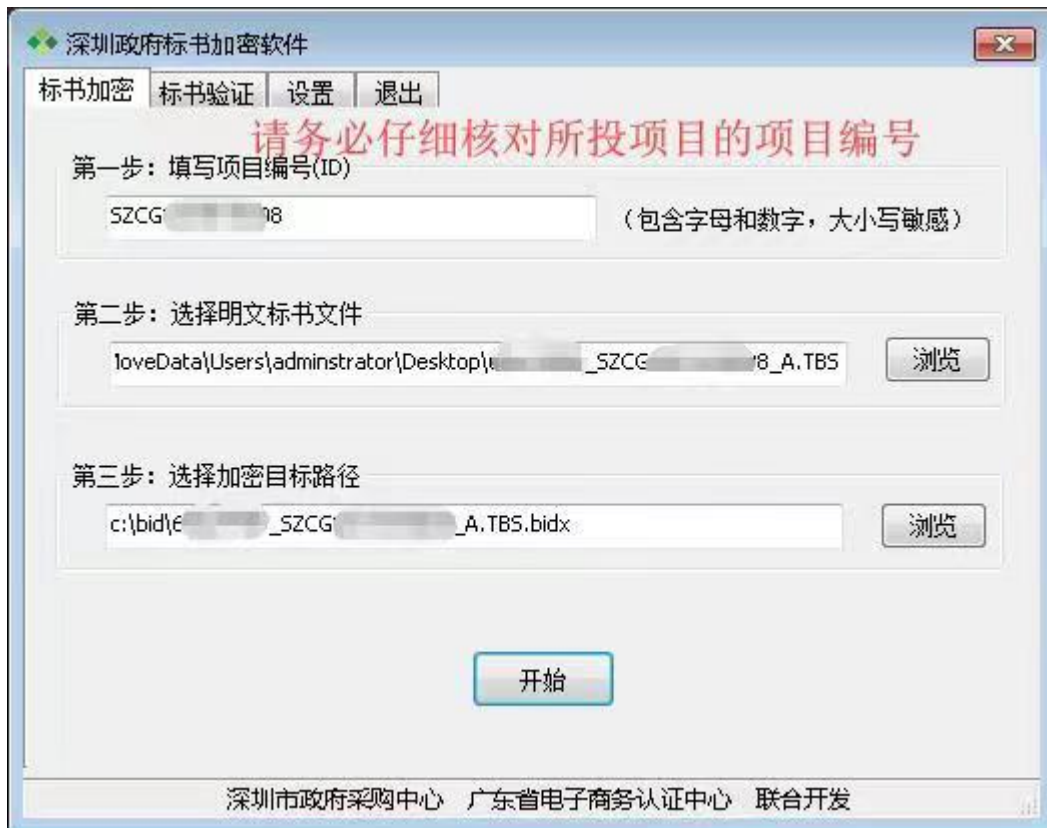 深圳政府标书加密软件
标书加密 标书验证 设置 退出
请务必仔细核对所投项目的项目编号
第一步：填写项目编号(ID)
SZCG 08 （包含字母和数字，大小写敏感）
第二步：选择明文标书文件
loveData\Users\adminstrator\Desktop\ _SZCG 8_A.TBS 浏览
第三步：选择加密目标路径
c:\bid\6 _SZCG _A.TBS.bidx 浏览
开始
深圳市政府采购中心 广东省电子商务认证中心 联合开发